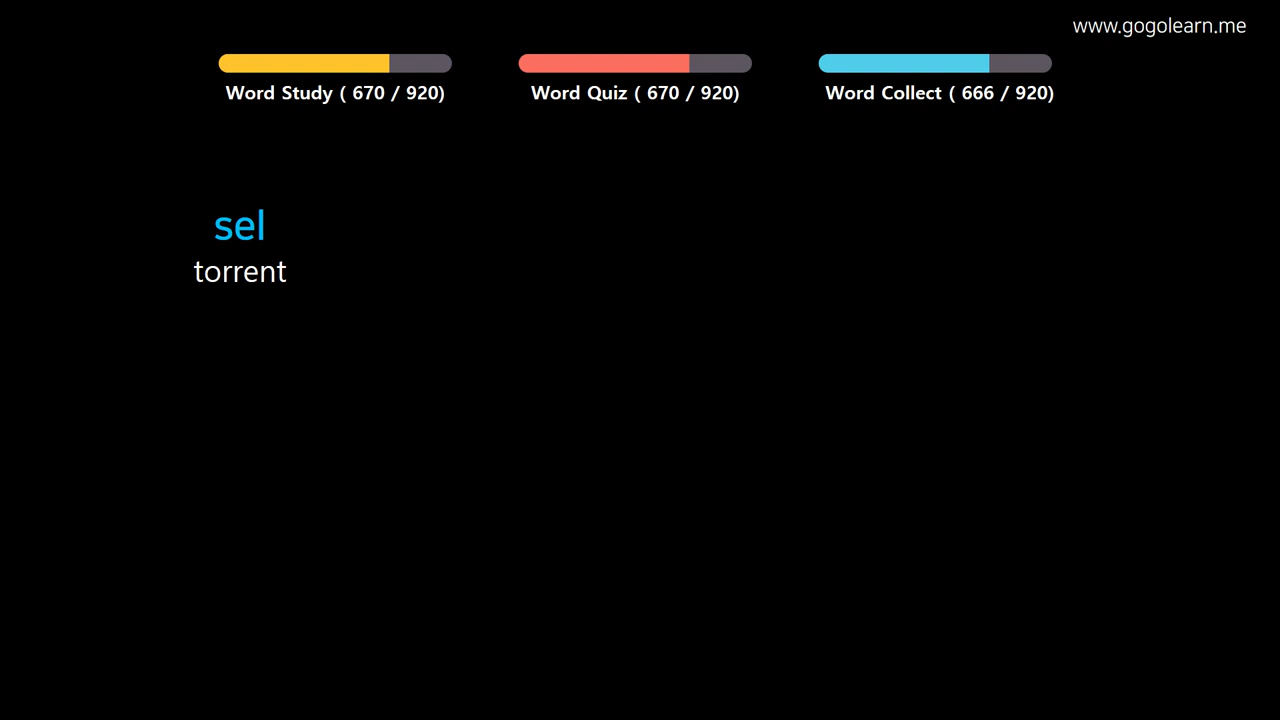 www.gogolearn.me
Word Study ( 670 / 920)
Word Quiz ( 670 / 920)
Word Collect ( 666 / 920)
sel
torrent